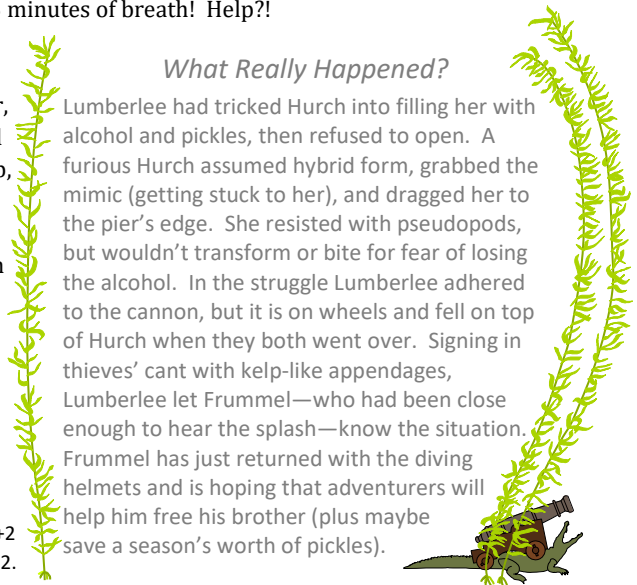 minutes of breath!  Help?!
What Really Happened?
Lumberlee had tricked Hurch into filling her with
alcohol and pickles, then refused to open.  A
furious Hurch assumed hybrid form, grabbed the
mimic (getting stuck to her), and dragged her to
the pier’s edge.  She resisted with pseudopods,
but wouldn’t transform or bite for fear of losing
the alcohol.  In the struggle Lumberlee adhered
to the cannon, but it is on wheels and fell on top
of Hurch when they both went over.  Signing in
thieves’ cant with kelp-like appendages,
Lumberlee let Frummel—who had been close
enough to hear the splash—know the situation.
Frummel has just returned with the diving
helmets and is hoping that adventurers will
help him free his brother (plus maybe
save a season’s worth of pickles).
+2
2.